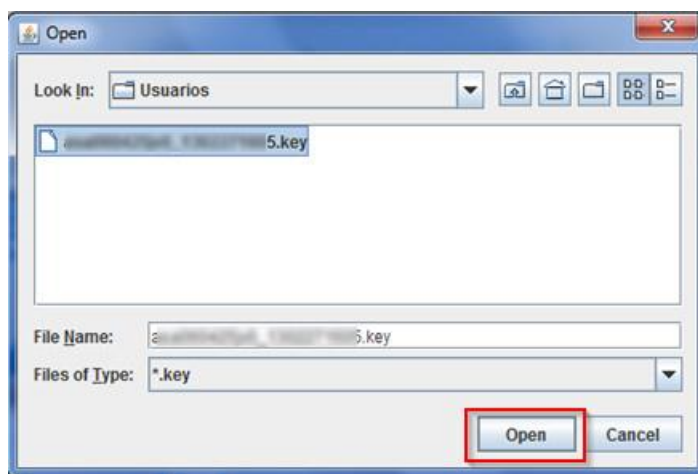 Open
Look In: Usuarios
5.key
File Name: 5.key
Files of Type: *.key
Open Cancel